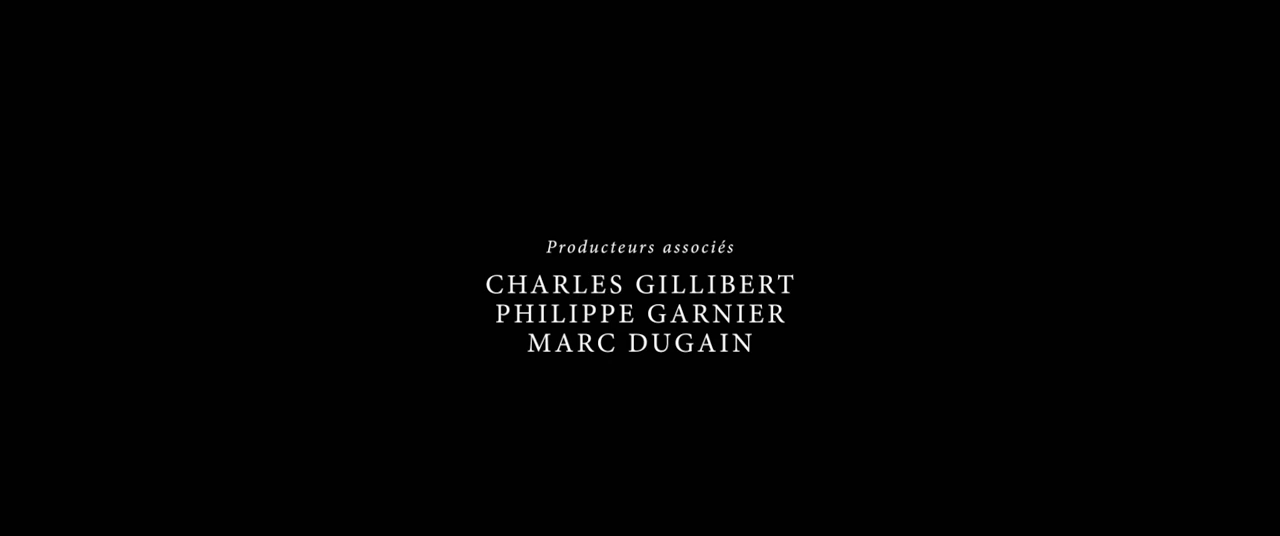 Producteurs associés
CHARLES GILLIBERT
PHILIPPE GARNIER
MARC DUGAIN